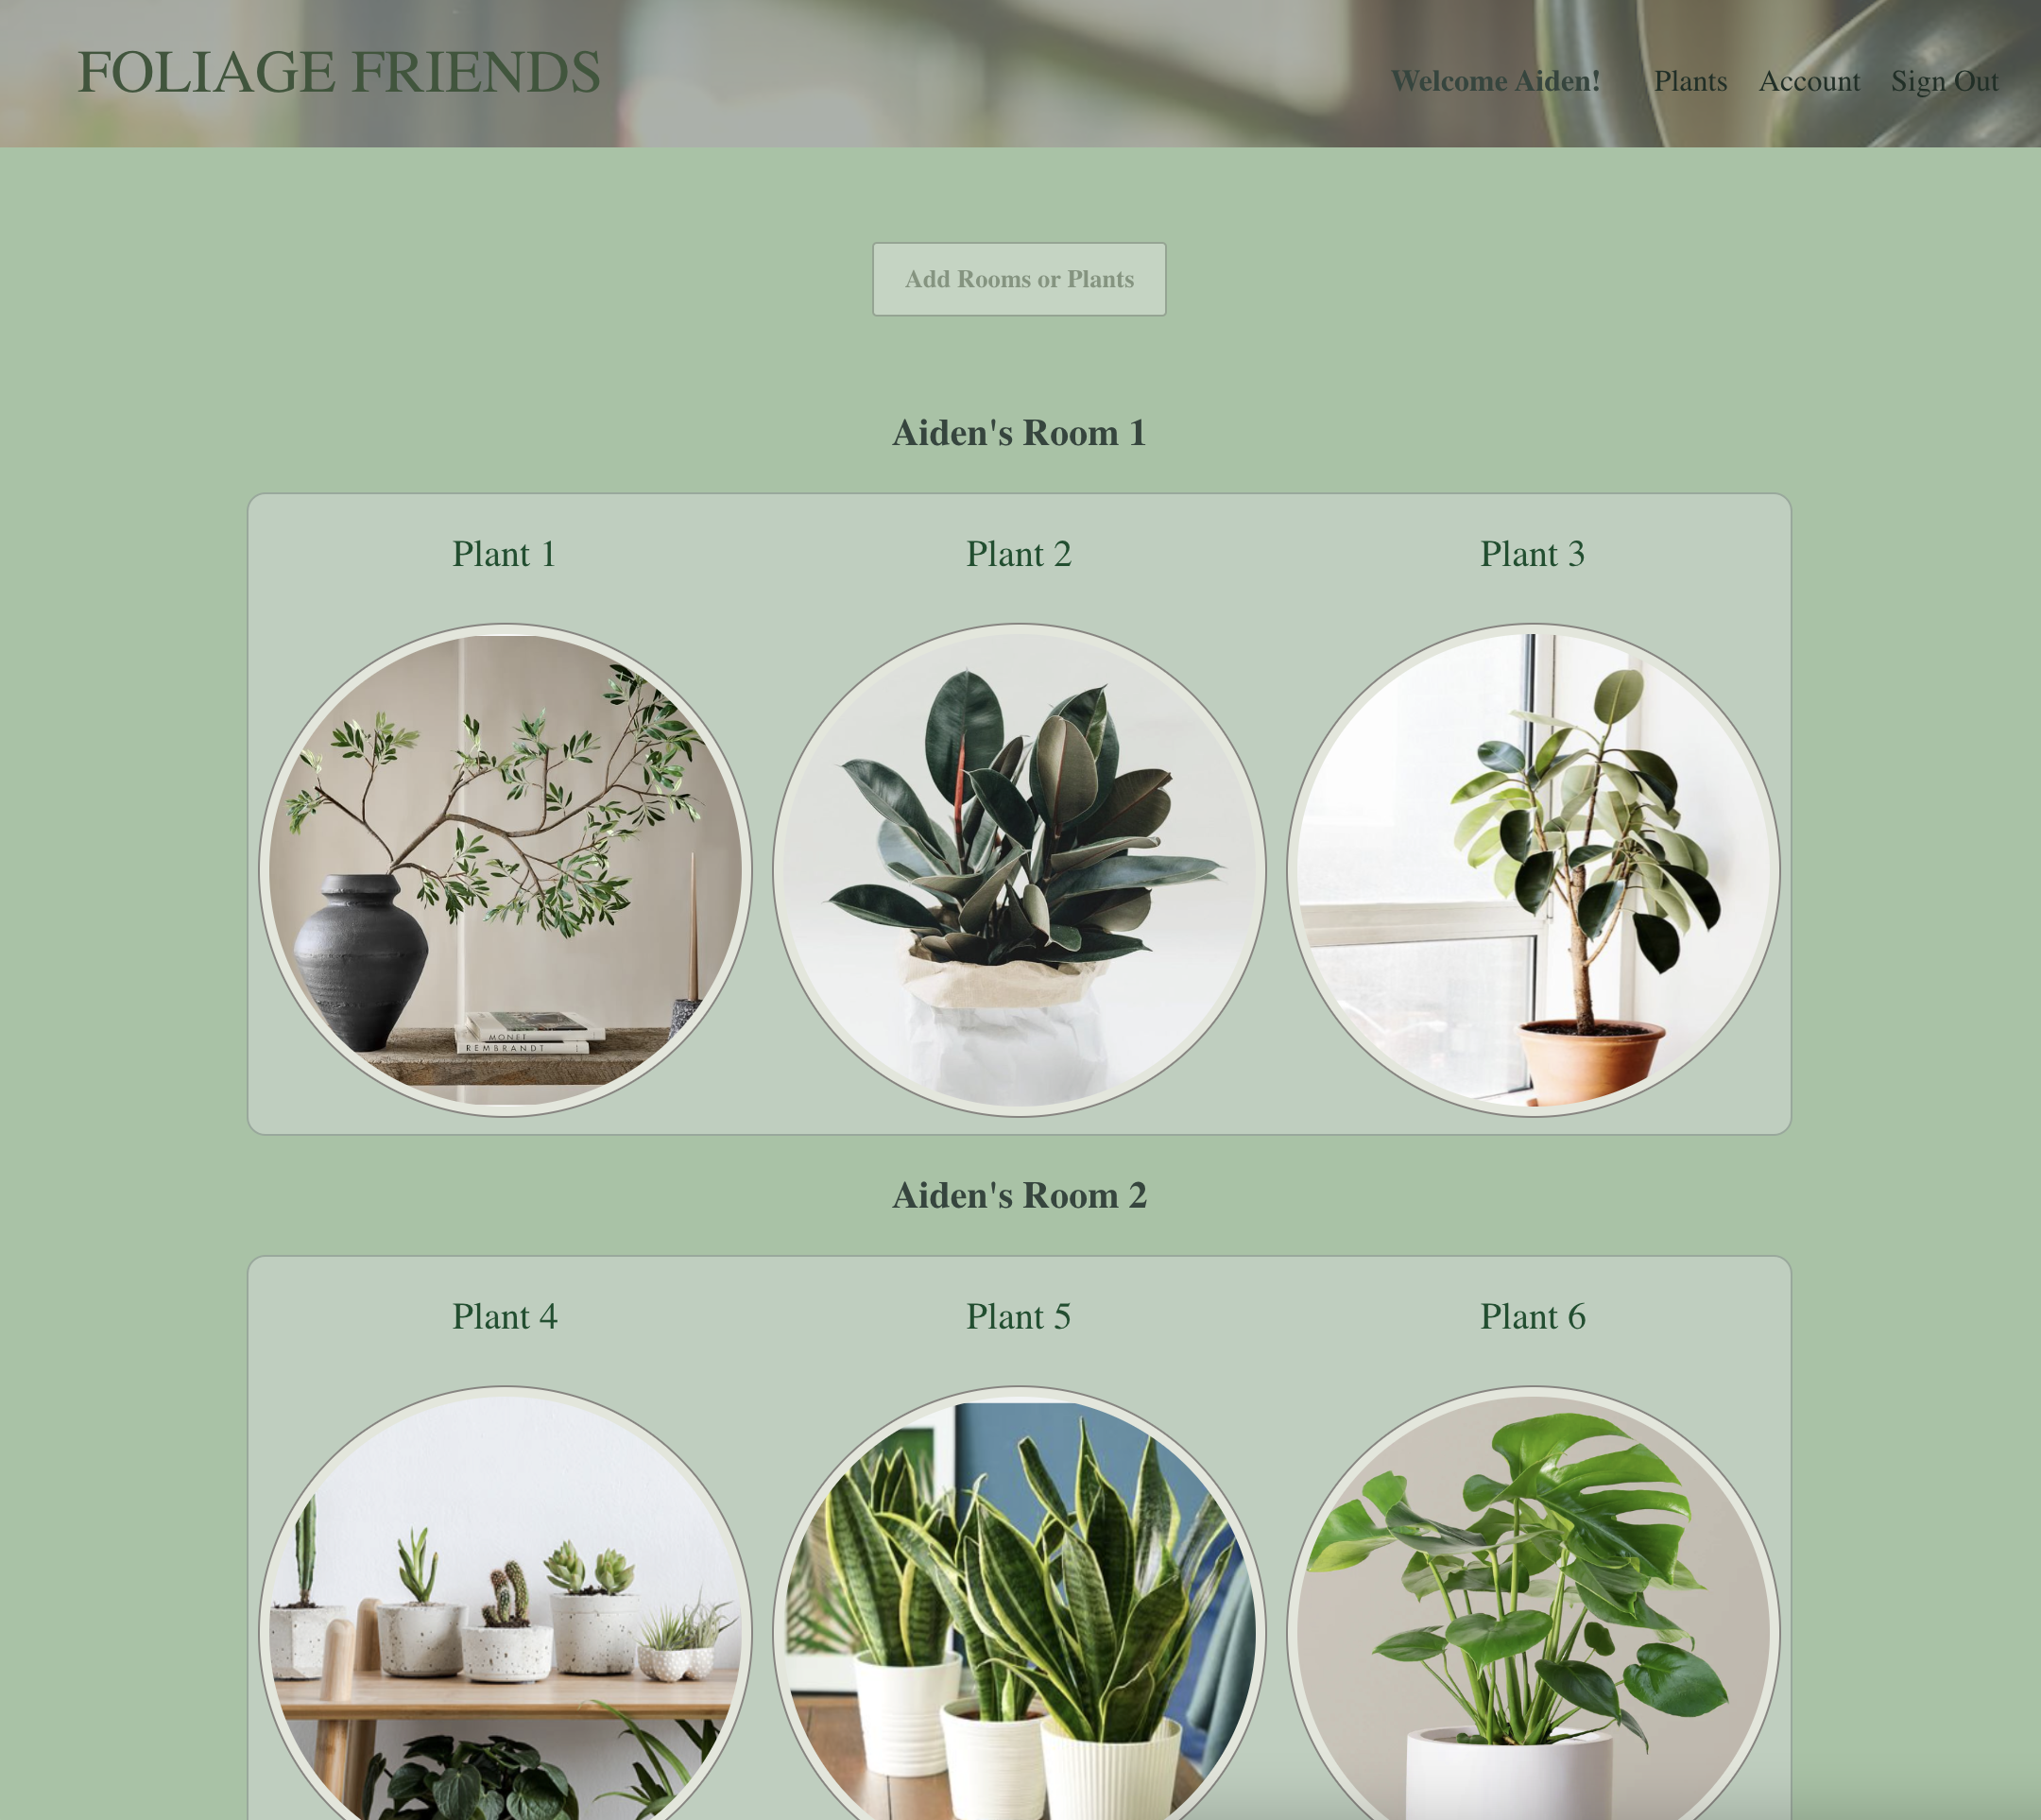 FOLIAGE FRIENDS
Welcome Aiden! Plants Account Sign Out
Add Rooms or Plants
Aiden's Room 1
Plant 1 Plant 2 Plant 3
MONET
REMBRANDT
Aiden's Room 2
Plant 4 Plant 5 Plant 6